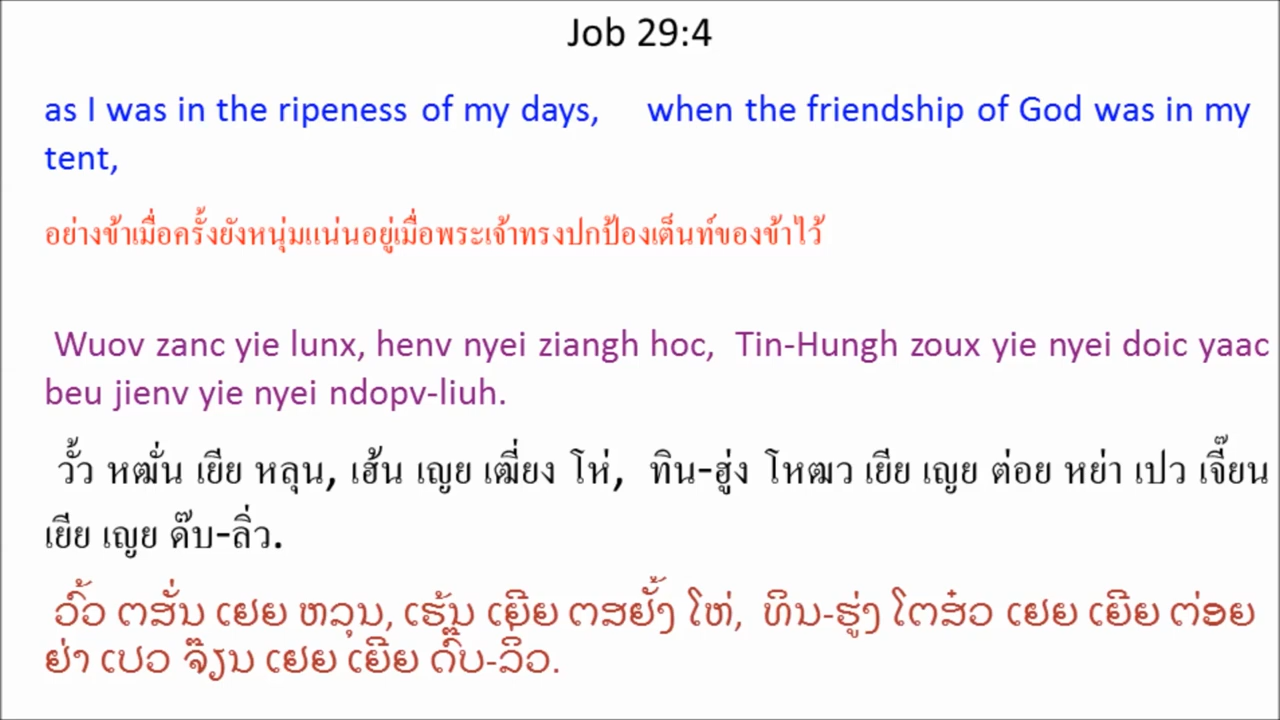 Job 29:4
as I was in the ripeness of my days, when the friendship of God was in my
tent,
อย่างข้าเมื่อครั้งยังหนุ่มแน่นอยู่เมื่อพระเจ้าทรงปกป้องเต็นท์ของข้าไว้
Wuov zanc yie lunx, henv nyei ziangh hoc, Tin-Hungh zoux yie nyei doic yaac
beu jienv yie nyei ndopv-liuh.
วั้ว หฒั่น เยีย หลุน, เฮ้น เญย เฒี่ยง โห่, ทิน-ฮู่ง โหฒว เยีย เญย ต่อย หย่า เปว เจี๊ยน
เยีย เญย ด๊บ-ลิ่ว.
ວົ້ວ ຕສັ່ນ ເຢຍ ຫລຸນ, ເຮ້ນ ເຍີຍ ຕສຢັ້ງ ໂຫ່, ທິນ-ຮູ່ງ ໂຕສ໋ວ ເຢຍ ເຍີຍ ຕ່ອຍ
ຢ່າ ເປວ ຈ໊ຽນ ເຢຍ ເຍີຍ ດົ໊ບ-ລິ່ວ.